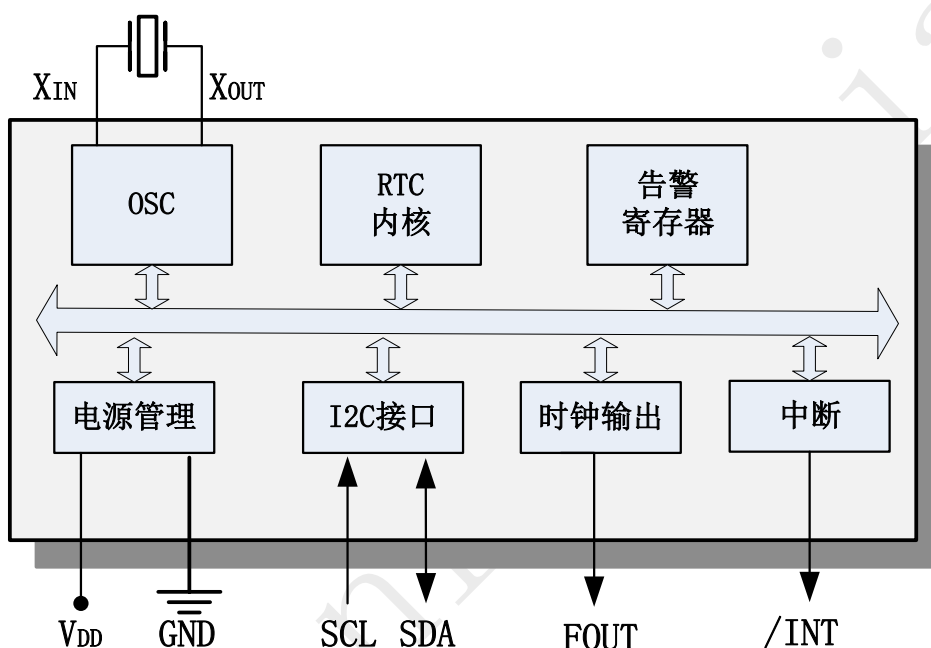 XIN
XOUT
OSC
RTC
内核
告警
寄存器
电源管理
I2C接口
时钟输出
中断
VDD
GND
SCL
SDA
FOUT
/INT